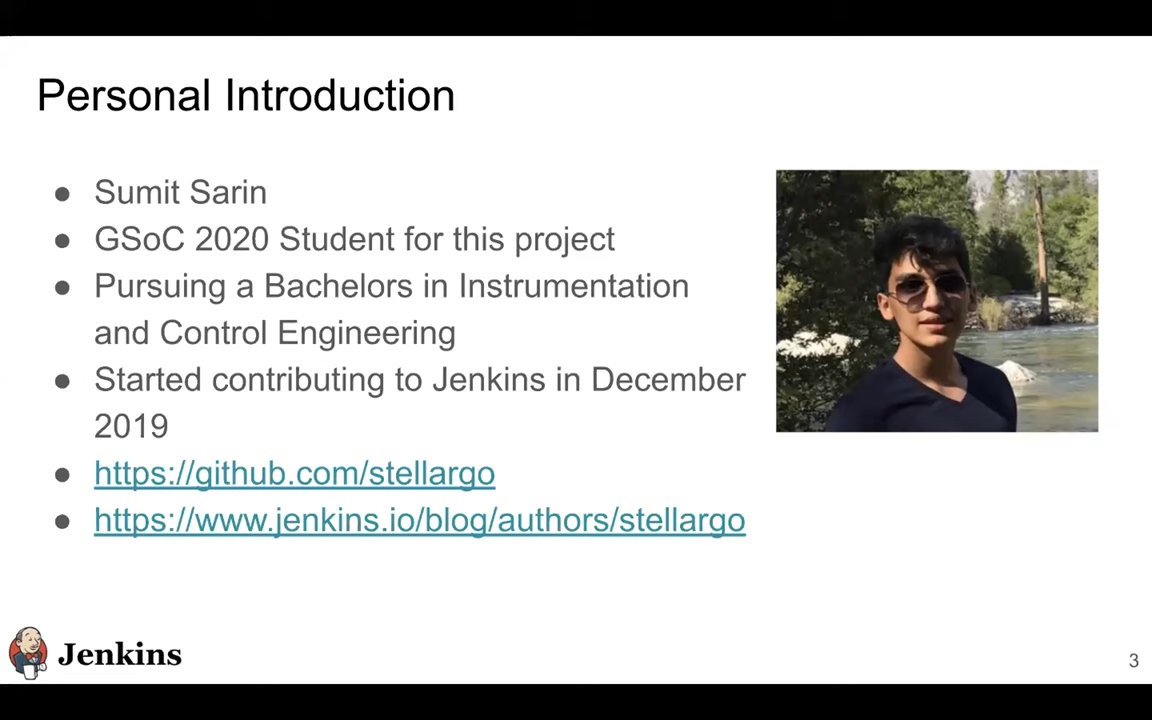 Personal Introduction
● Sumit Sarin
● GSoC 2020 Student for this project
● Pursuing a Bachelors in Instrumentation
and Control Engineering
● Started contributing to Jenkins in December
2019
● https://github.com/stellargo
● https://www.jenkins.io/blog/authors/stellargo
Jenkins
3